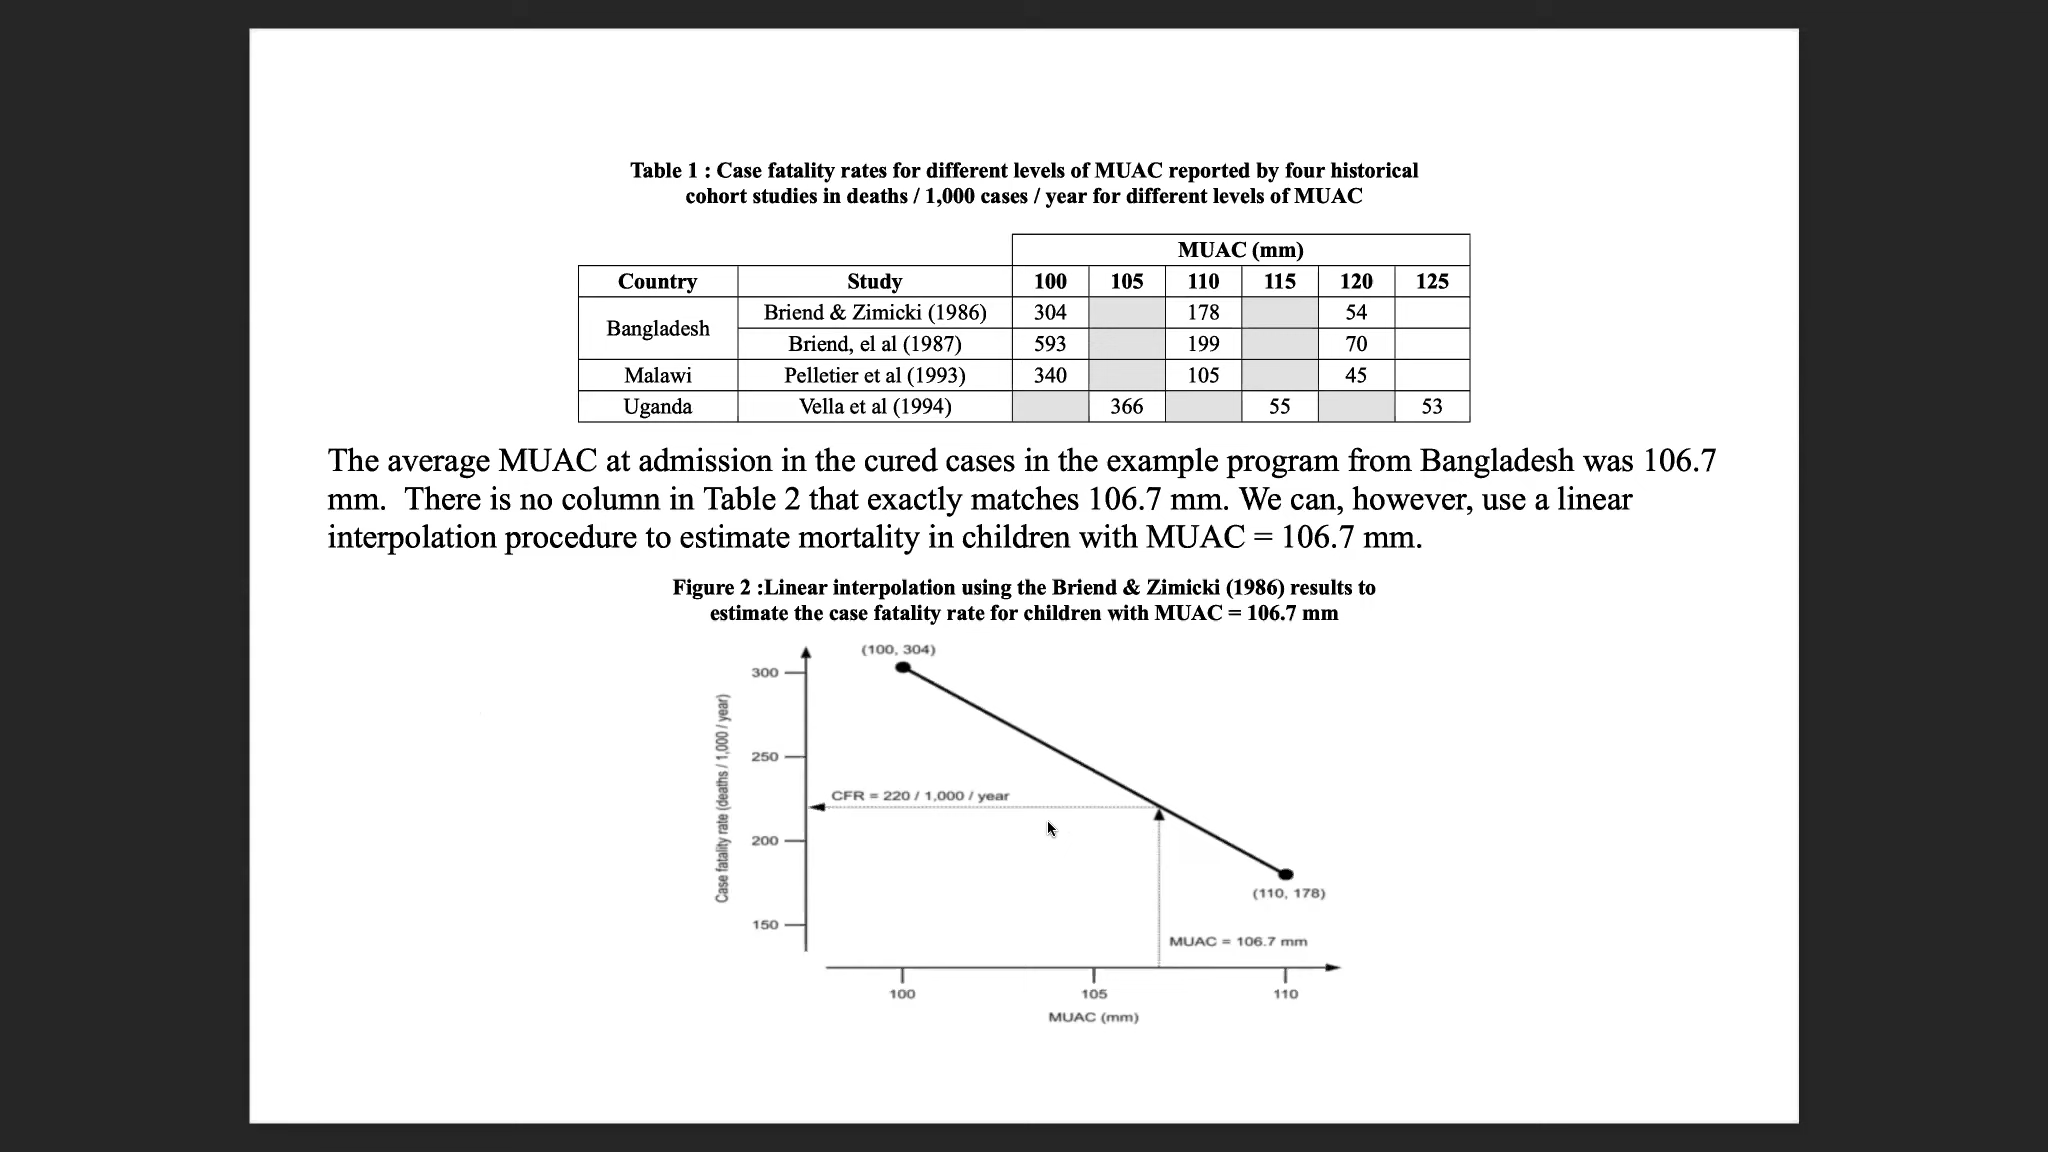 Table 1 : Case fatality rates for different levels of MUAC reported by four historical
cohort studies in deaths / 1,000 cases / year for different levels of MUAC
MUAC (mm)
Country Study 100 105 110 115 120 125
Bangladesh
Briend & Zimicki (1986) 304 178 54
Briend, el al (1987) 593 199 70
Malawi Pelletier et al (1993) 340 105 45
Uganda Vella et al (1994) 366 55 53
The average MUAC at admission in the cured cases in the example program from Bangladesh was 106.7
mm. There is no column in Table 2 that exactly matches 106.7 mm. We can, however, use a linear
interpolation procedure to estimate mortality in children with MUAC = 106.7 mm.
Figure 2 :Linear interpolation using the Briend & Zimicki (1986) results to
estimate the case fatality rate for children with MUAC = 106.7 mm
(100, 304)
300
250
CFR = 220 / 1,000 / year
200
150
Case fatality rate (deaths / 1,000 / year)
(110, 178)
MUAC = 106.7 mm
100 105 110
MUAC (mm)